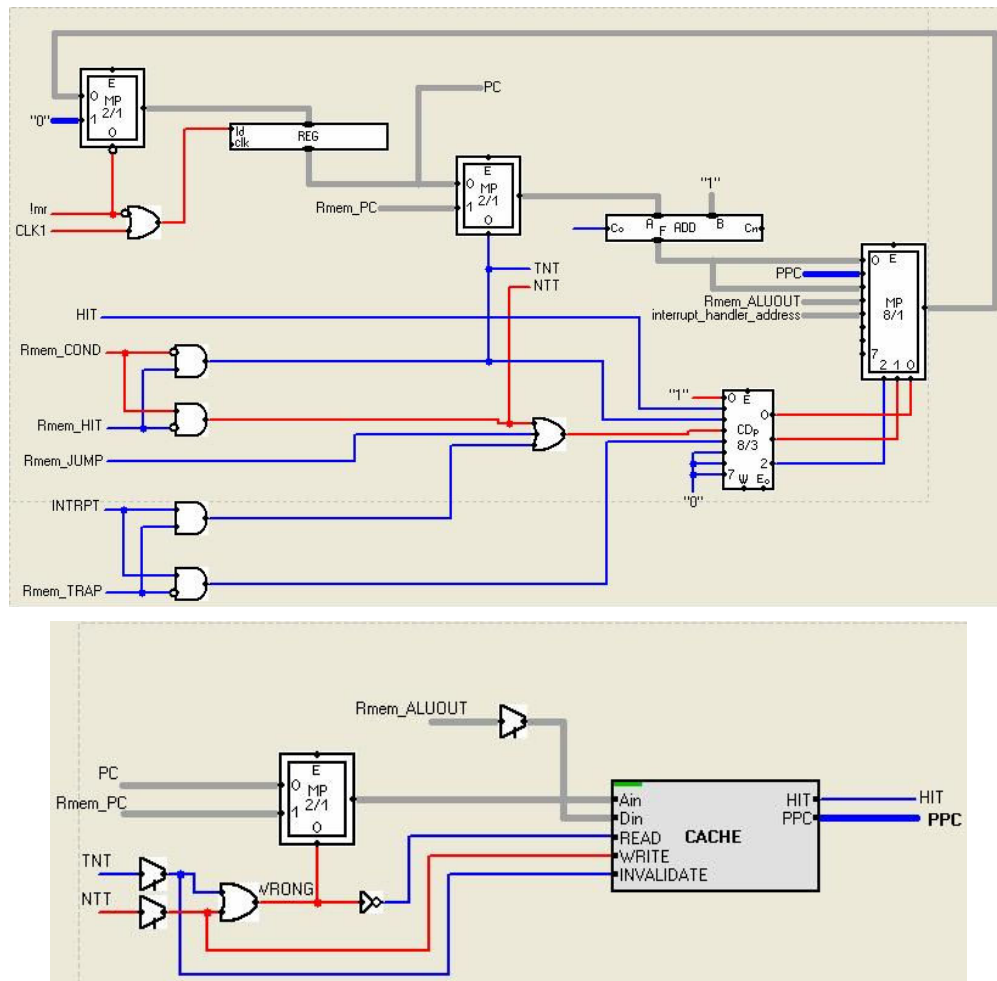 E
0 MP
2/1
"0"
1
0
PC
ld
clk
REG
E
0 MP
2/1
Rmem_PC
1
0
"1"
!mr
CLK1
Co
A
F
ADD
B
Cn
TNT
NTT
0 E
PPC
Rmem_ALUOUT
MP
interrupt_handler_address
8/1
7
2 1 0
HIT
Rmem_COND
Rmem_HIT
Rmem_JUMP
"1"
0 E
0
CDp
8/3
2
7
W Eo
"0"
INTRPT
Rmem_TRAP
Rmem_ALUOUT
PC
E
0 MP
2/1
Rmem_PC
1
0
Ain
HIT
HIT
Din
PPC
PPC
READ
CACHE
WRITE
INVALIDATE
TNT
WRONG
NTT